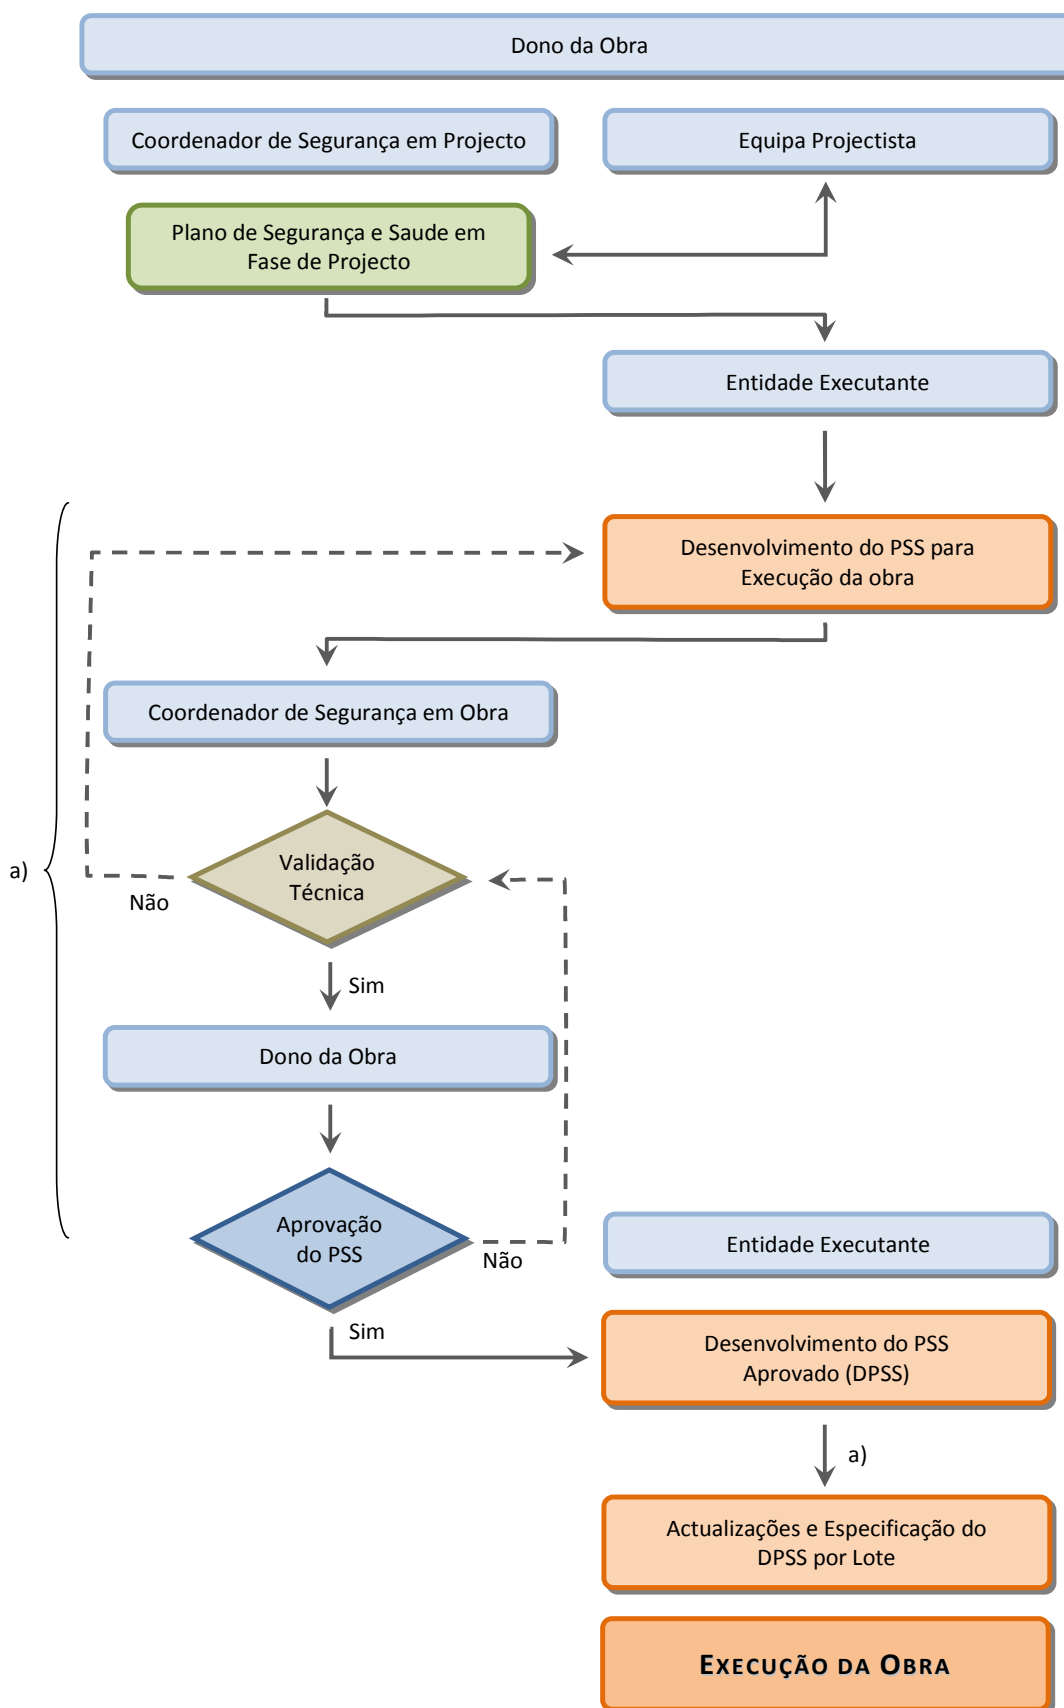 Dono da Obra
Coordenador de Segurança em Projecto
Equipa Projectista
Plano de Segurança e Saude em
Fase de Projecto
Entidade Executante
Desenvolvimento do PSS para
Execução da obra
Coordenador de Segurança em Obra
a)
Validação
Técnica
Não
Sim
Dono da Obra
Aprovação
do PSS
Não
Entidade Executante
Sim
Desenvolvimento do PSS
Aprovado (DPSS)
a)
Actualizações e Especificação do
DPSS por Lote
EXECUÇÃO DA OBRA